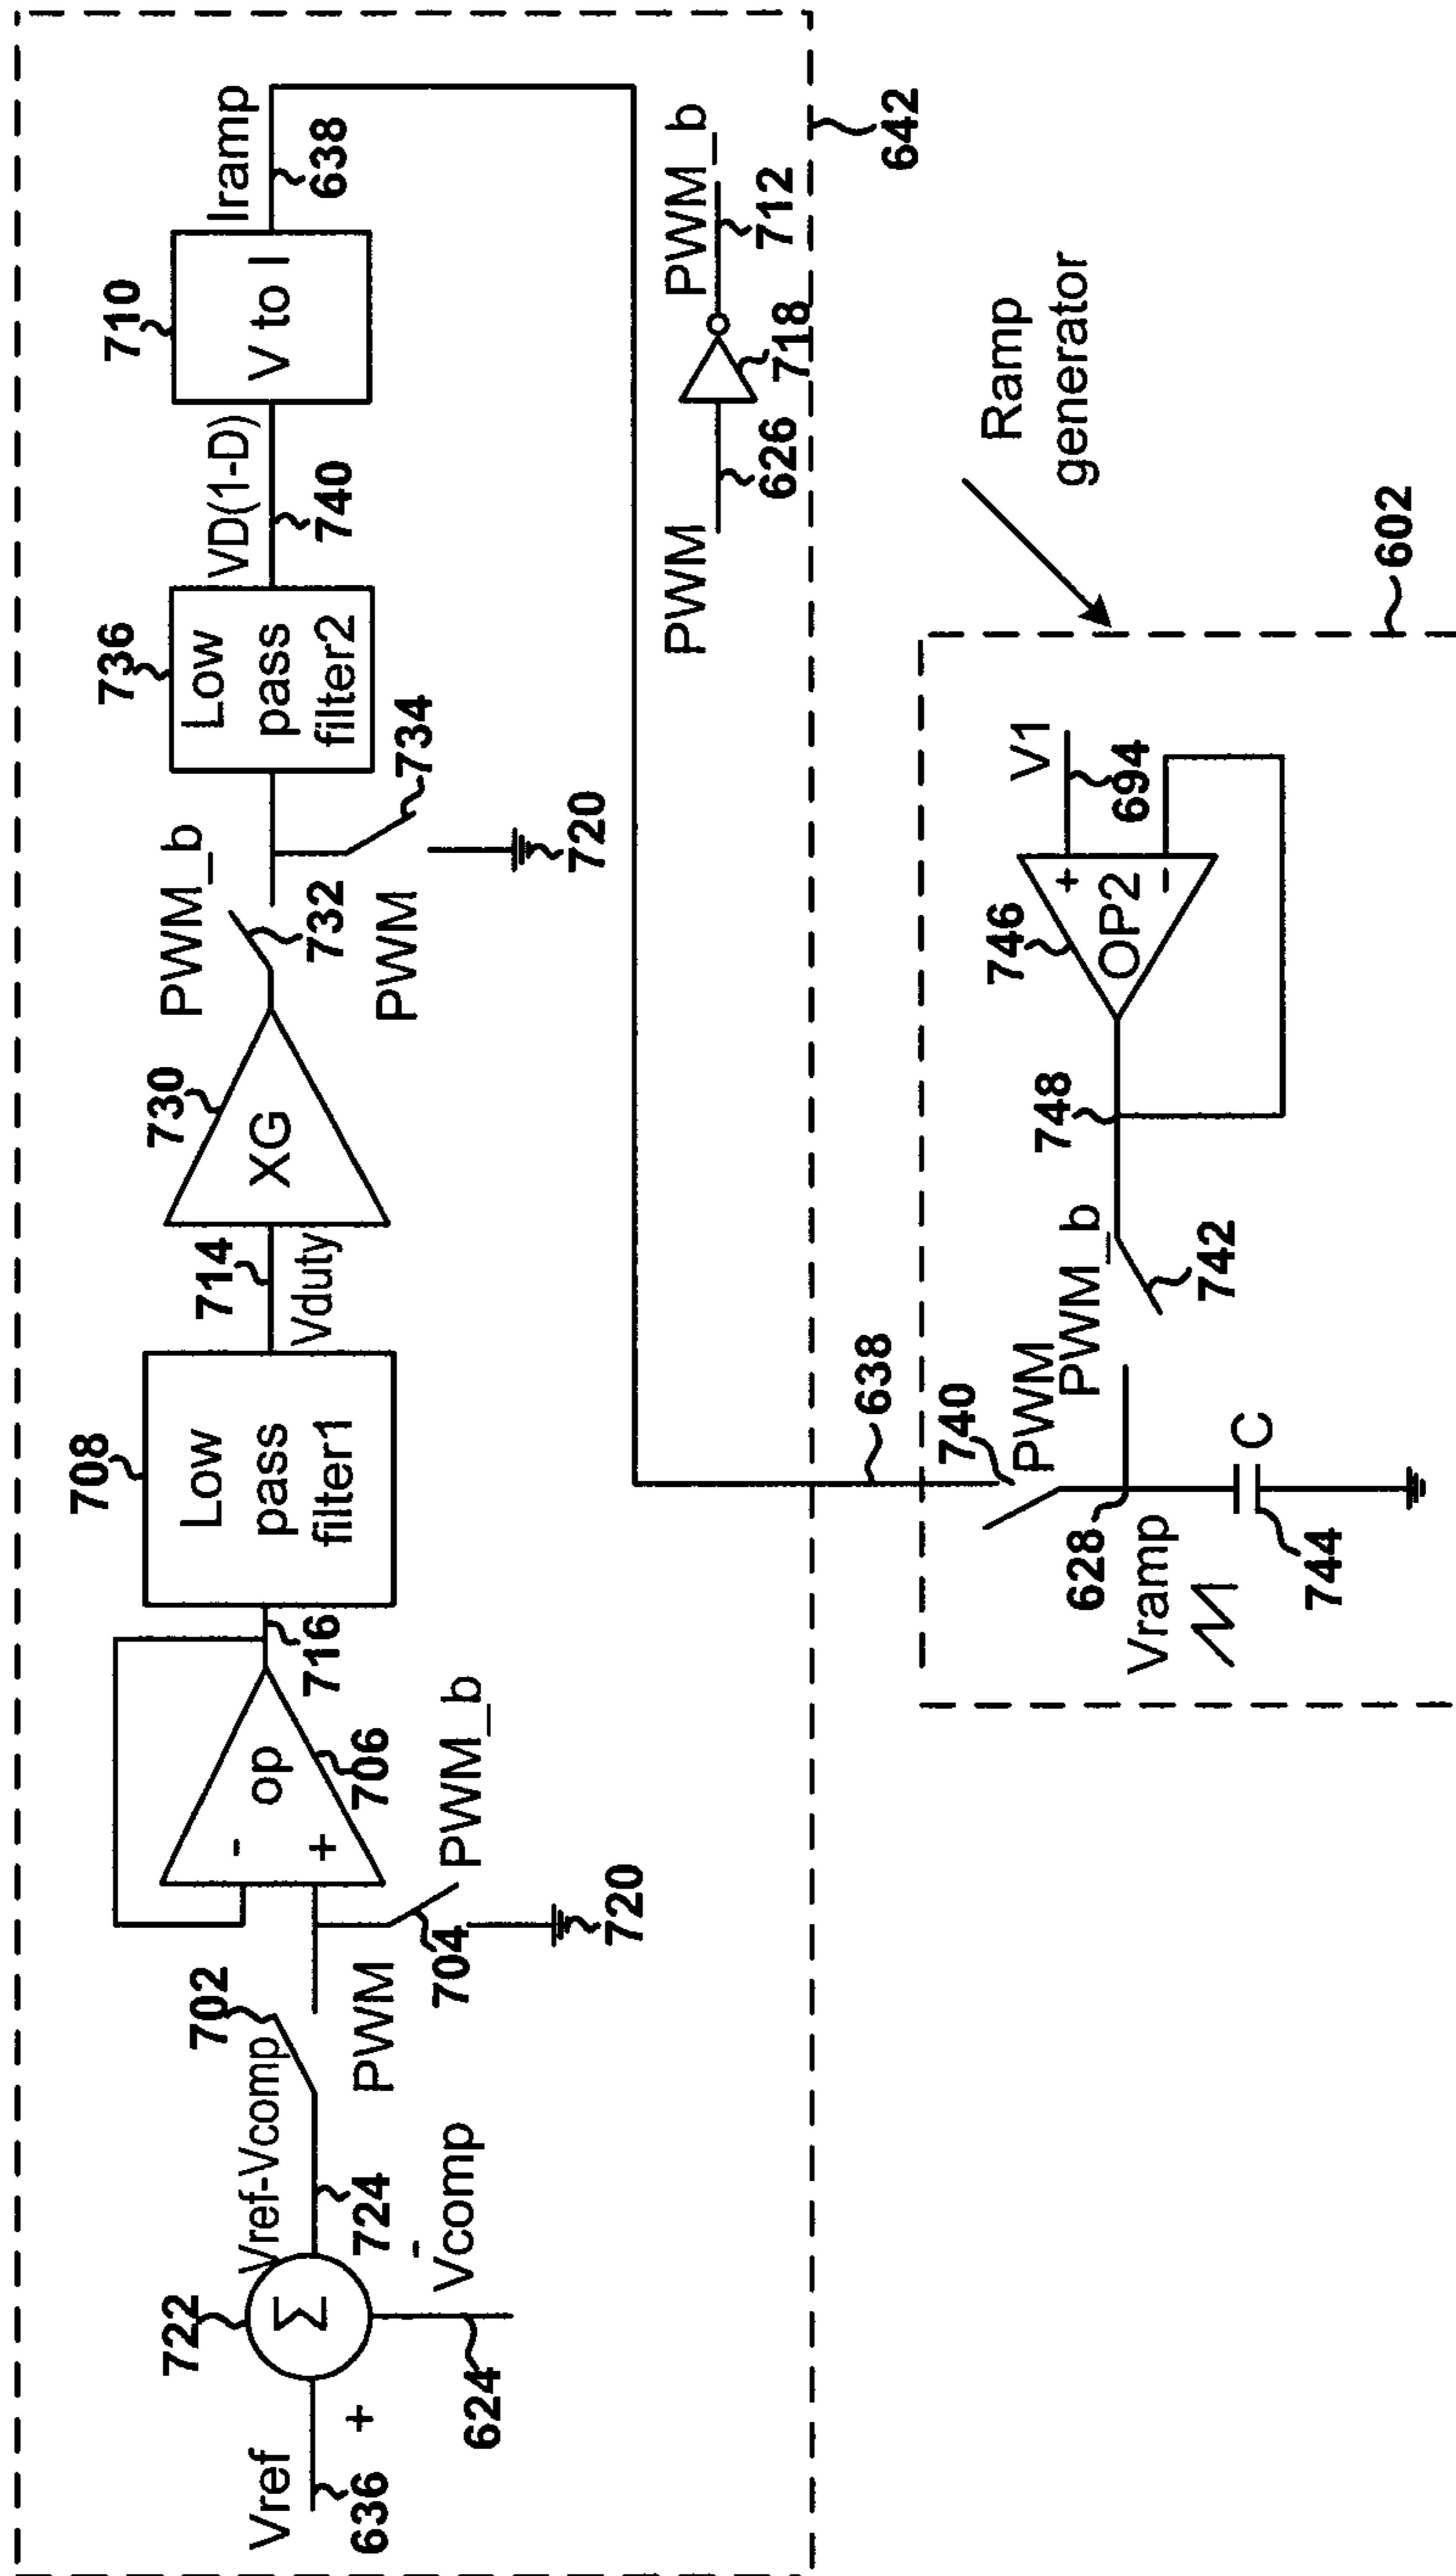 Vref
636
+
722
Σ
Vref-Vcomp
724
-
Vcomp
624
702
PWM
704
PWM_b
720
-
+
op
706
716
708
Low
pass
filter1
714
Vduty
730
XG
PWM_b
732
PWM
734
720
736
Low
pass
filter2
VD(1-D)
740
710
V to I
Iramp
638
PWM
626
718
PWM_b
712
642
638
Ramp
generator
602
740
PWM
PWM_b
742
628
Vramp
C
744
748
746
OP2
+
-
V1
694